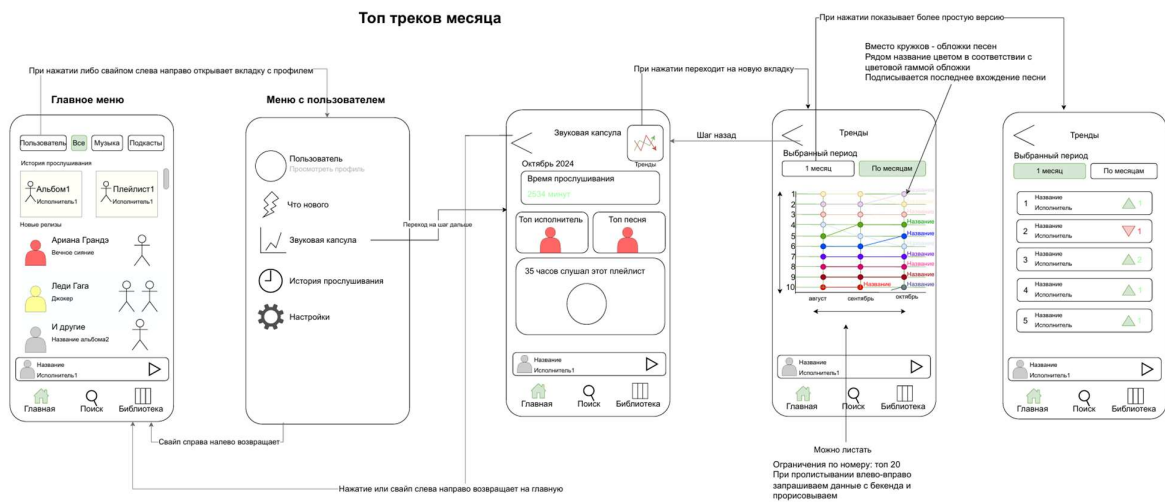 Топ треков месяца
При нажатии показывает более простую версию
Вместо кружков - обложки песен
Рядом название цветом в соответствии с
цветовой гаммой обложки
Подписывается последнее вхождение песни
При нажатии либо свайпом слева направо открывает вкладку с профилем
При нажатии переходит на новую вкладку
Главное меню
Пользователь
Все
Музыка
Подкасты
История прослушивания
Альбом1
Исполнитель1
Плейлист1
Исполнитель1
Новые релизы
Ариана Грандэ
Вечное сияние
Леди Гага
Джокер
И другие
Название альбома2
Название
Исполнитель1
Главная
Поиск
Библиотека
Меню с пользователем
Пользователь
Просмотреть профиль
Что нового
Звуковая капсула
История прослушивания
Настройки
Переход на шаг дальше
Свайп справа налево возвращает
Нажатие или свайп слева направо возвращает на главную
Звуковая капсула
Тренды
Октябрь 2024
Время прослушивания
2534 минут
Топ исполнитель
Топ песня
35 часов слушал этот плейлист
Название
Исполнитель1
Главная
Поиск
Библиотека
Шаг назад
Тренды
Выбранный период
1 месяц
По месяцам
1
Название
2
Название
3
Название
4
Название
5
Название
6
Название
7
Название
8
Название
9
Название
10
Название
Название
август
сентябрь
октябрь
Название
Исполнитель1
Главная
Поиск
Библиотека
Можно листать
Ограничения по номеру: топ 20
При пролистывании влево-вправо
запрашиваем данные с бекенда и
прорисовываем
Тренды
Выбранный период
1 месяц
По месяцам
1
Название
Исполнитель
1
2
Название
Исполнитель
1
3
Название
Исполнитель
2
4
Название
Исполнитель
1
5
Название
Исполнитель
1
Название
Исполнитель1
Главная
Поиск
Библиотека